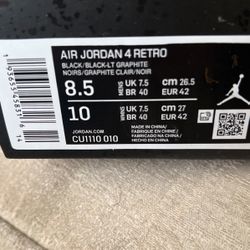 AIR JORDAN 4 RETRO
BLACK/BLACK-LT GRAPHITE
NOIRS/GRAPHITE CLAIR/NOIR
8.5 MENS UK 7.5 cm 26.5
BR 40 EUR 42
10 WMNS UK 7.5 cm 27
BR 40 EUR 42
JORDAN.COM
CU1110 010
MADE IN CHINA
/FABRIQUE EN CHINE
/FABRICADO EN CHINA
/HECHO EN CHINA